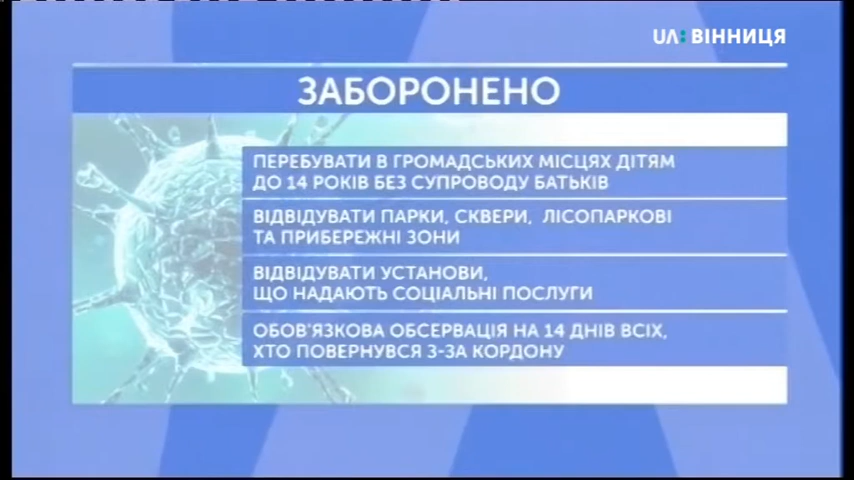 UA: ВІННИЦЯ
ЗАБОРОНЕНО
ПЕРЕБУВАТИ В ГРОМАДСЬКИХ МІСЦЯХ ДІТЯМ
ДО 14 РОКІВ БЕЗ СУПРОВОДУ БАТЬКІВ
ВІДВІДУВАТИ ПАРКИ, СКВЕРИ, ЛІСОПАРКОВІ
ТА ПРИБЕРЕЖНІ ЗОНИ
ВІДВІДУВАТИ УСТАНОВИ,
ЩО НАДАЮТЬ СОЦІАЛЬНІ ПОСЛУГИ
ОБОВ'ЯЗКОВА ОБСЕРВАЦІЯ НА 14 ДНІВ ВСІХ,
ХТО ПОВЕРНУВСЯ З-ЗА КОРДОНУ